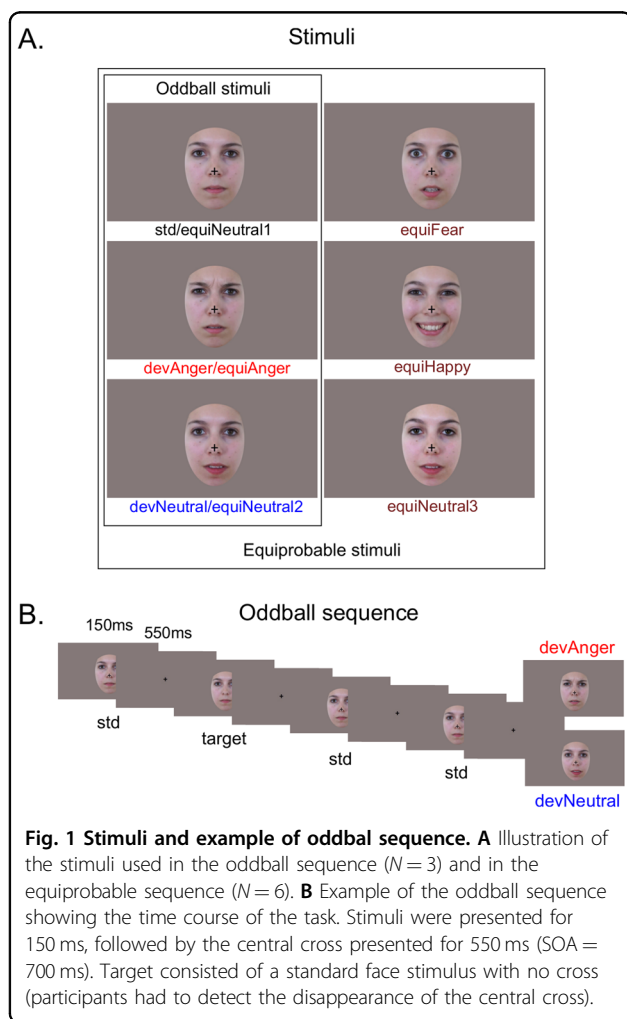 A.
Stimuli
Oddball stimuli
std/equiNeutral1
equiFear
devAnger/equiAnger
equiHappy
devNeutral/equiNeutral2
equiNeutral3
Equiprobable stimuli
B.
Oddball sequence
150ms
550ms
devAnger
std
target
std
std
devNeutral
Fig. 1 Stimuli and example of oddbal sequence. A Illustration of
the stimuli used in the oddball sequence (N = 3) and in the
equiprobable sequence (N = 6). B Example of the oddball sequence
showing the time course of the task. Stimuli were presented for
150 ms, followed by the central cross presented for 550 ms (SOA =
700 ms). Target consisted of a standard face stimulus with no cross
(participants had to detect the disappearance of the central cross).